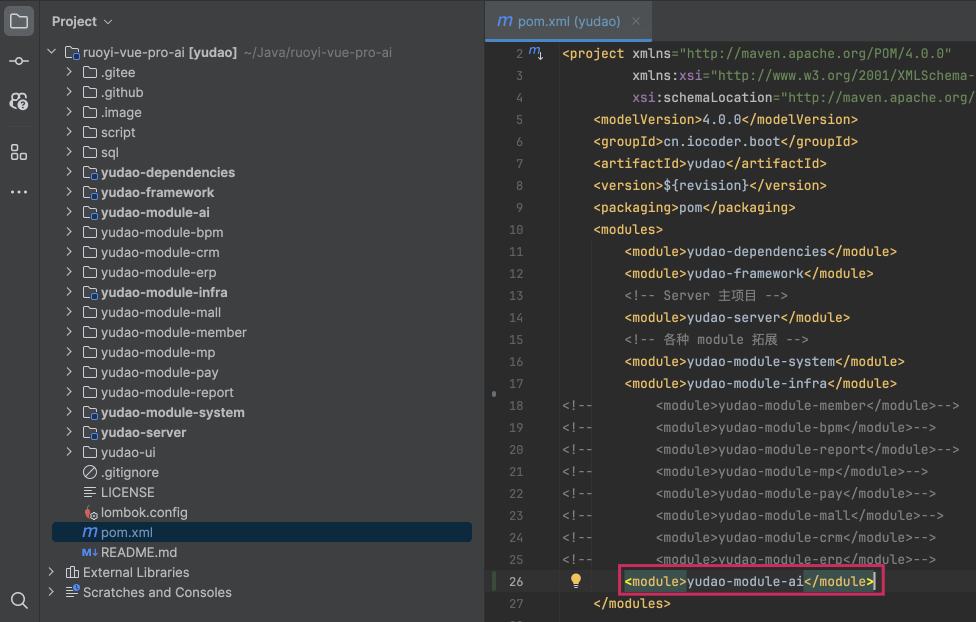 Project
ruoyi-vue-pro-ai [yudao] ~/Java/ruoyi-vue-pro-ai
.gitee
.github
.image
script
sql
yudao-dependencies
yudao-framework
yudao-module-ai
yudao-module-bpm
yudao-module-crm
yudao-module-erp
yudao-module-infra
yudao-module-mall
yudao-module-member
yudao-module-mp
yudao-module-pay
yudao-module-report
yudao-module-system
yudao-server
yudao-ui
.gitignore
LICENSE
lombok.config
m pom.xml
M↓ README.md
External Libraries
Scratches and Consoles
m pom.xml (yudao)
2 <project xmlns="http://maven.apache.org/POM/4.0.0"
3 xmlns:xsi="http://www.w3.org/2001/XMLSchema-
4 xsi:schemaLocation="http://maven.apache.org/
5 <modelVersion>4.0.0</modelVersion>
6 <groupId>cn.iocoder.boot</groupId>
7 <artifactId>yudao</artifactId>
8 <version>${revision}</version>
9 <packaging>pom</packaging>
10 <modules>
11 <module>yudao-dependencies</module>
12 <module>yudao-framework</module>
13 <!-- Server 主项目 -->
14 <module>yudao-server</module>
15 <!-- 各种 module 拓展 -->
16 <module>yudao-module-system</module>
17 <module>yudao-module-infra</module>
18 <!-- <module>yudao-module-member</module>-->
19 <!-- <module>yudao-module-bpm</module>-->
20 <!-- <module>yudao-module-report</module>-->
21 <!-- <module>yudao-module-mp</module>-->
22 <!-- <module>yudao-module-pay</module>-->
23 <!-- <module>yudao-module-mall</module>-->
24 <!-- <module>yudao-module-crm</module>-->
25 <!-- <module>yudao-module-erp</module>-->
26 <module>yudao-module-ai</module>
27 </modules>